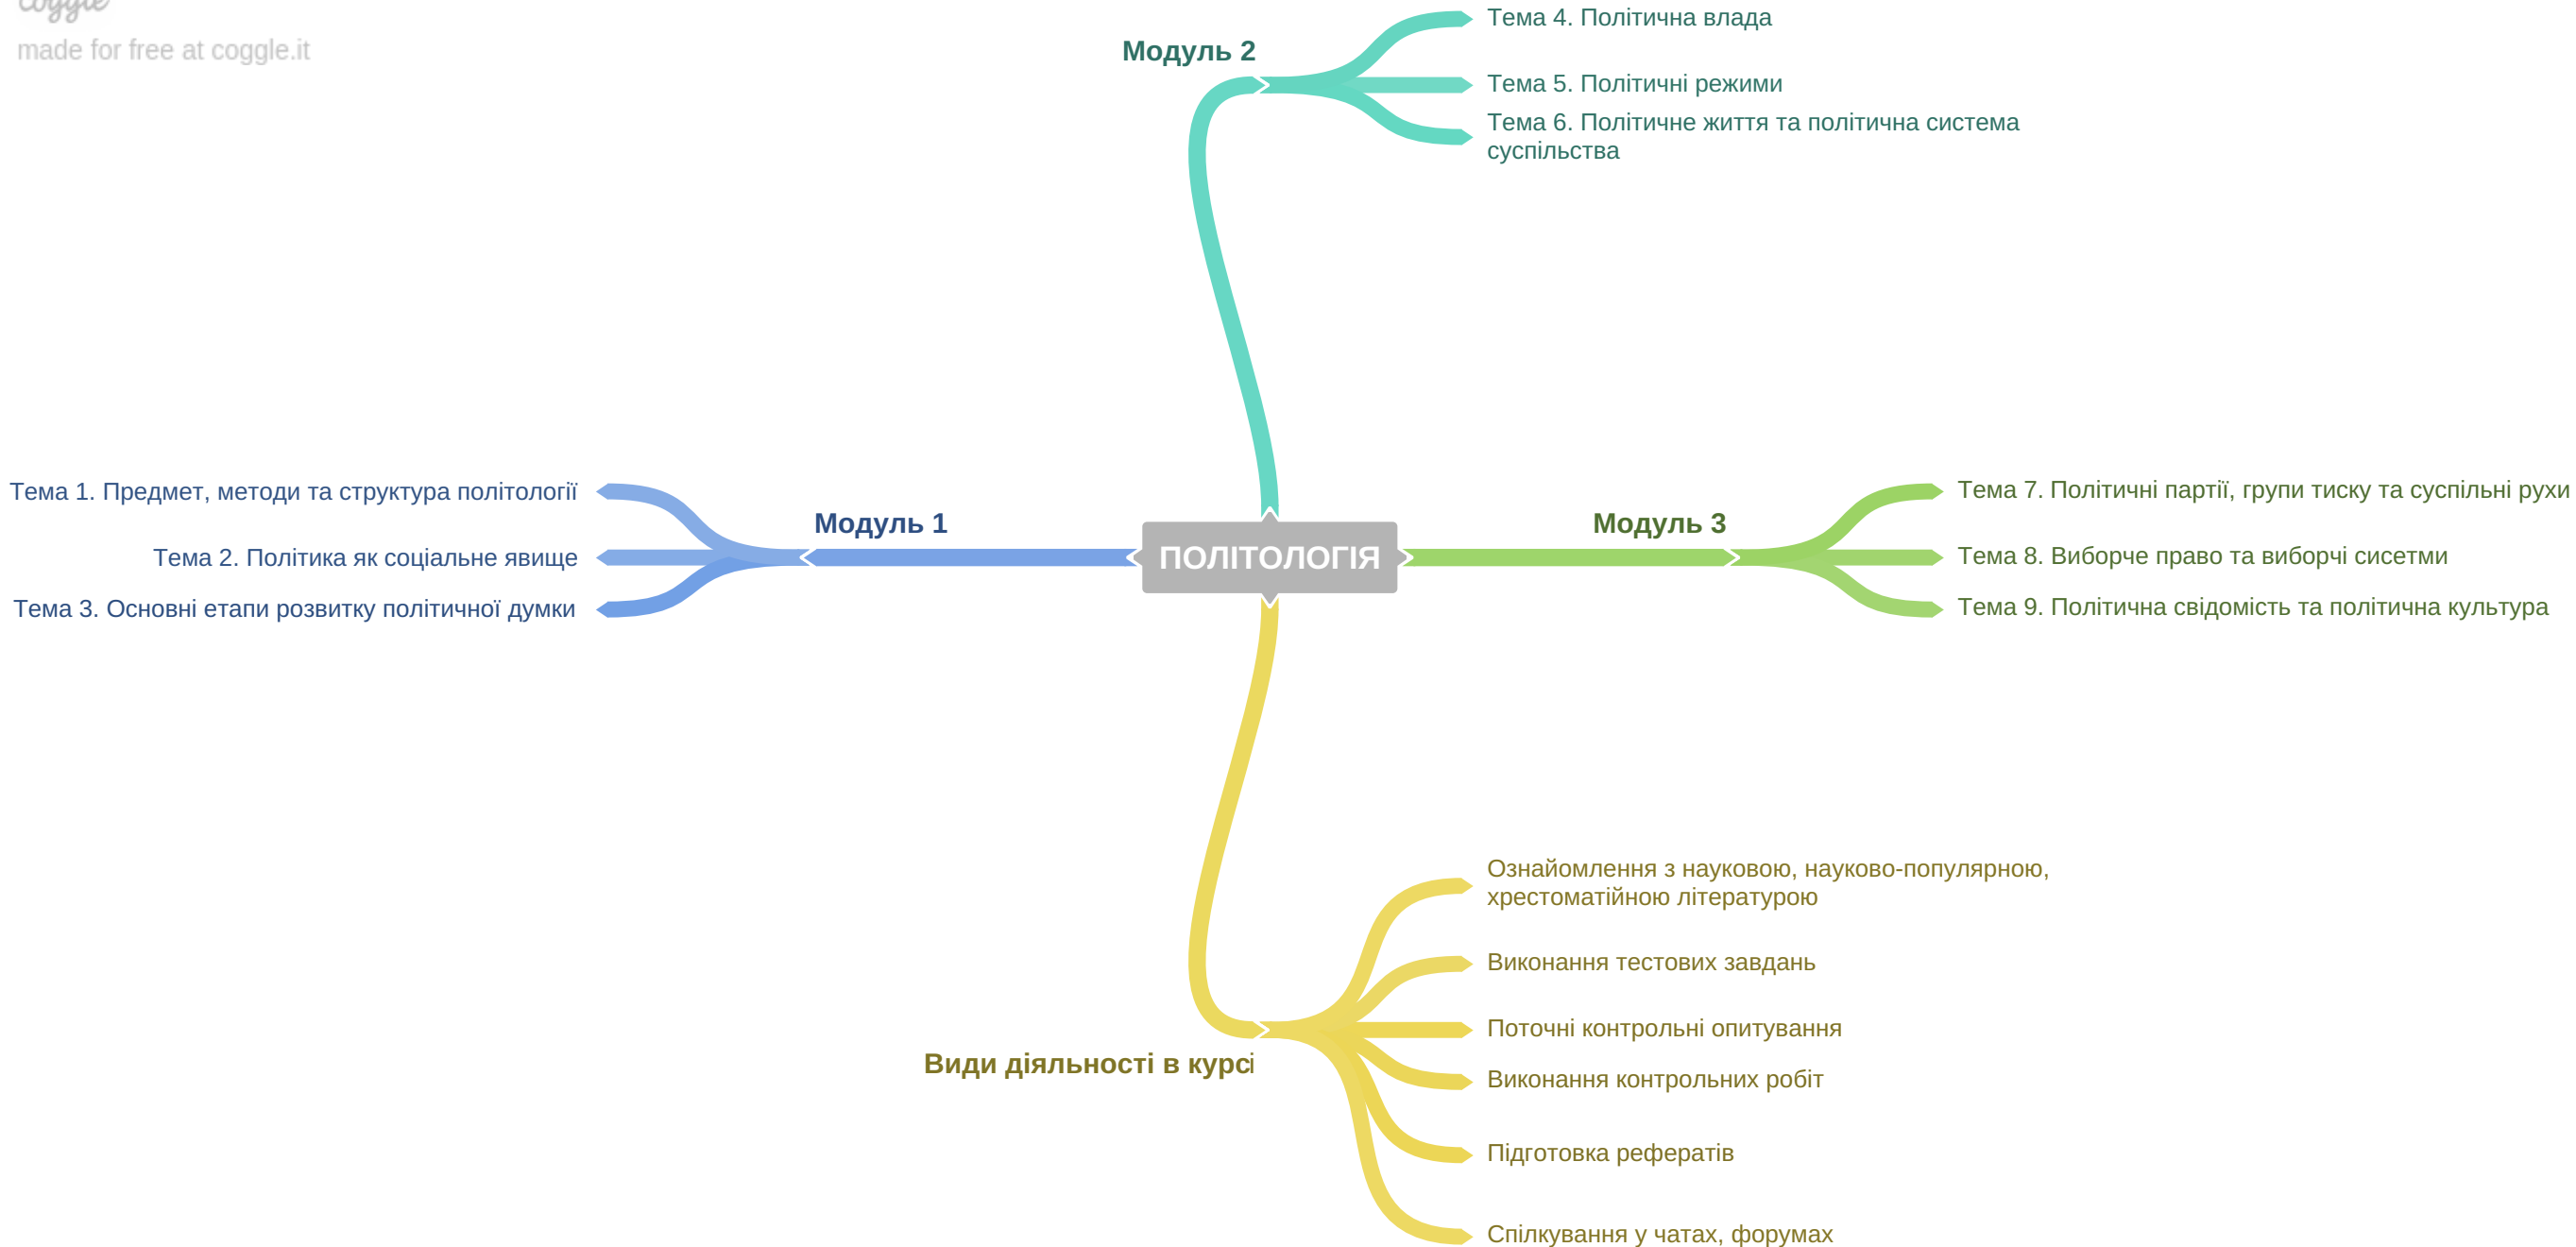 coggle
made for free at coggle.it
Модуль 2
Тема 4. Політична влада
Тема 5. Політичні режими
Тема 6. Політичне життя та політична система
суспільства
Тема 1. Предмет, методи та структура політології
Тема 2. Політика як соціальне явище
Тема 3. Основні етапи розвитку політичної думки
Модуль 1
ПОЛІТОЛОГІЯ
Модуль 3
Тема 7. Політичні партії, групи тиску та суспільні рухи
Тема 8. Виборче право та виборчі сисетми
Тема 9. Політична свідомість та політична культура
Види діяльності в курсі
Ознайомлення з науковою, науково-популярною,
хрестоматійною літературою
Виконання тестових завдань
Поточні контрольні опитування
Виконання контрольних робіт
Підготовка рефератів
Спілкування у чатах, форумах